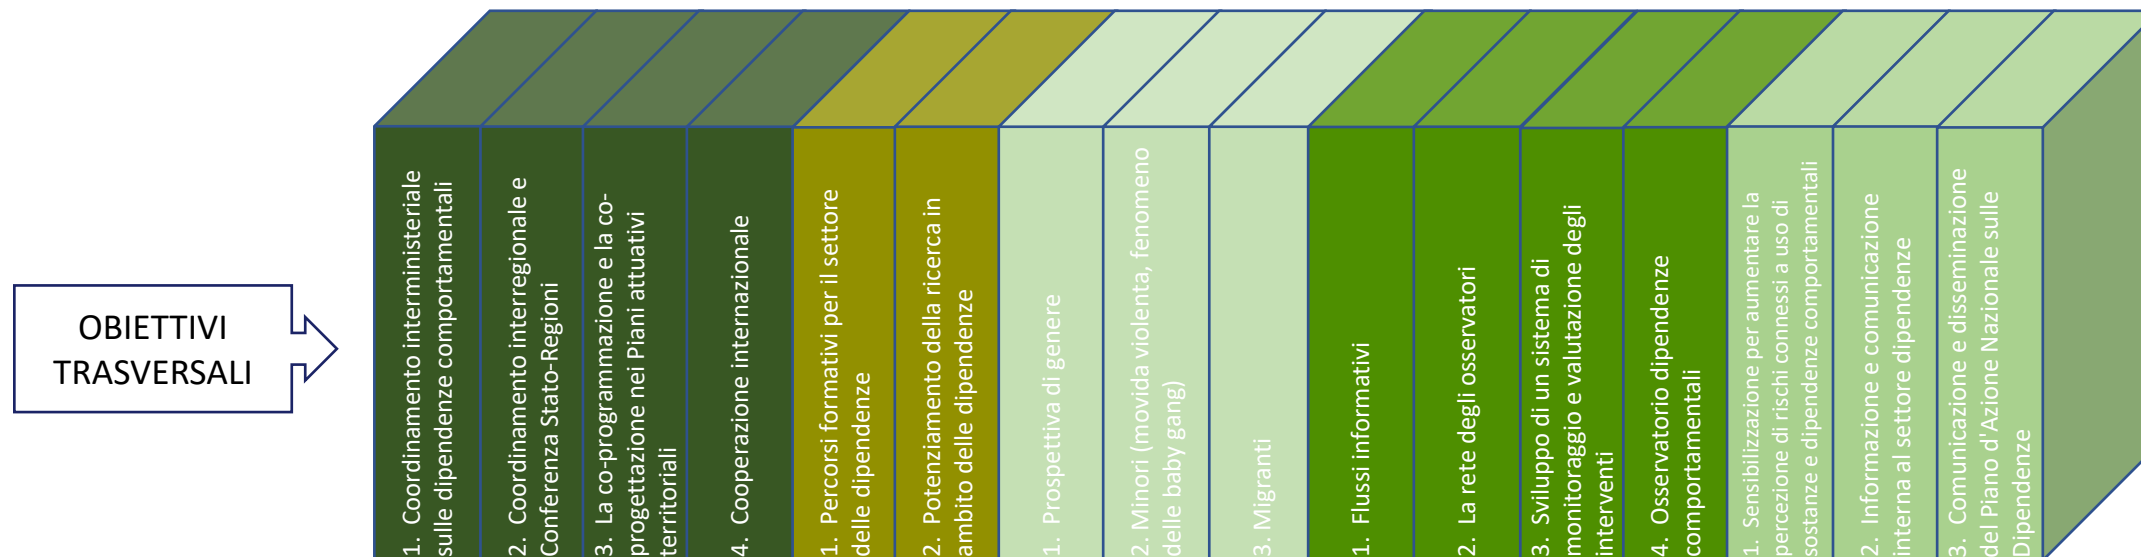 OBIETTIVI
TRASVERSALI
1. Coordinamento interministeriale
sulle dipendenze comportamentali
2. Coordinamento interregionale e
Conferenza Stato-Regioni
3. La co-programmazione e la co-
progettazione nei Piani attuativi
territoriali
4. Cooperazione internazionale
1. Percorsi formativi per il settore
delle dipendenze
2. Potenziamento della ricerca in
ambito delle dipendenze
1. Prospettiva di genere
2. Minori (movida violenta, fenomeno
delle baby gang)
3. Migranti
1. Flussi informativi
2. La rete degli osservatori
3. Sviluppo di un sistema di
monitoraggio e valutazione degli
interventi
4. Osservatorio dipendenze
comportamentali
1. Sensibilizzazione per aumentare la
percezione di rischi connessi a uso di
sostanze e dipendenze comportamentali
2. Informazione e comunicazione
interna al settore dipendenze
3. Comunicazione e disseminazione
del Piano d'Azione Nazionale sulle
Dipendenze